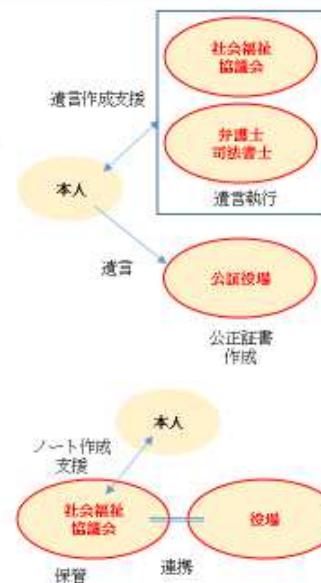 社会福祉
協議会
遺言作成支援
弁護士
司法書士
本人
遺言執行
遺言
公証役場
公正証書
作成
本人
ノート作成
支援
社会福祉
協議会
役場
保管
連携